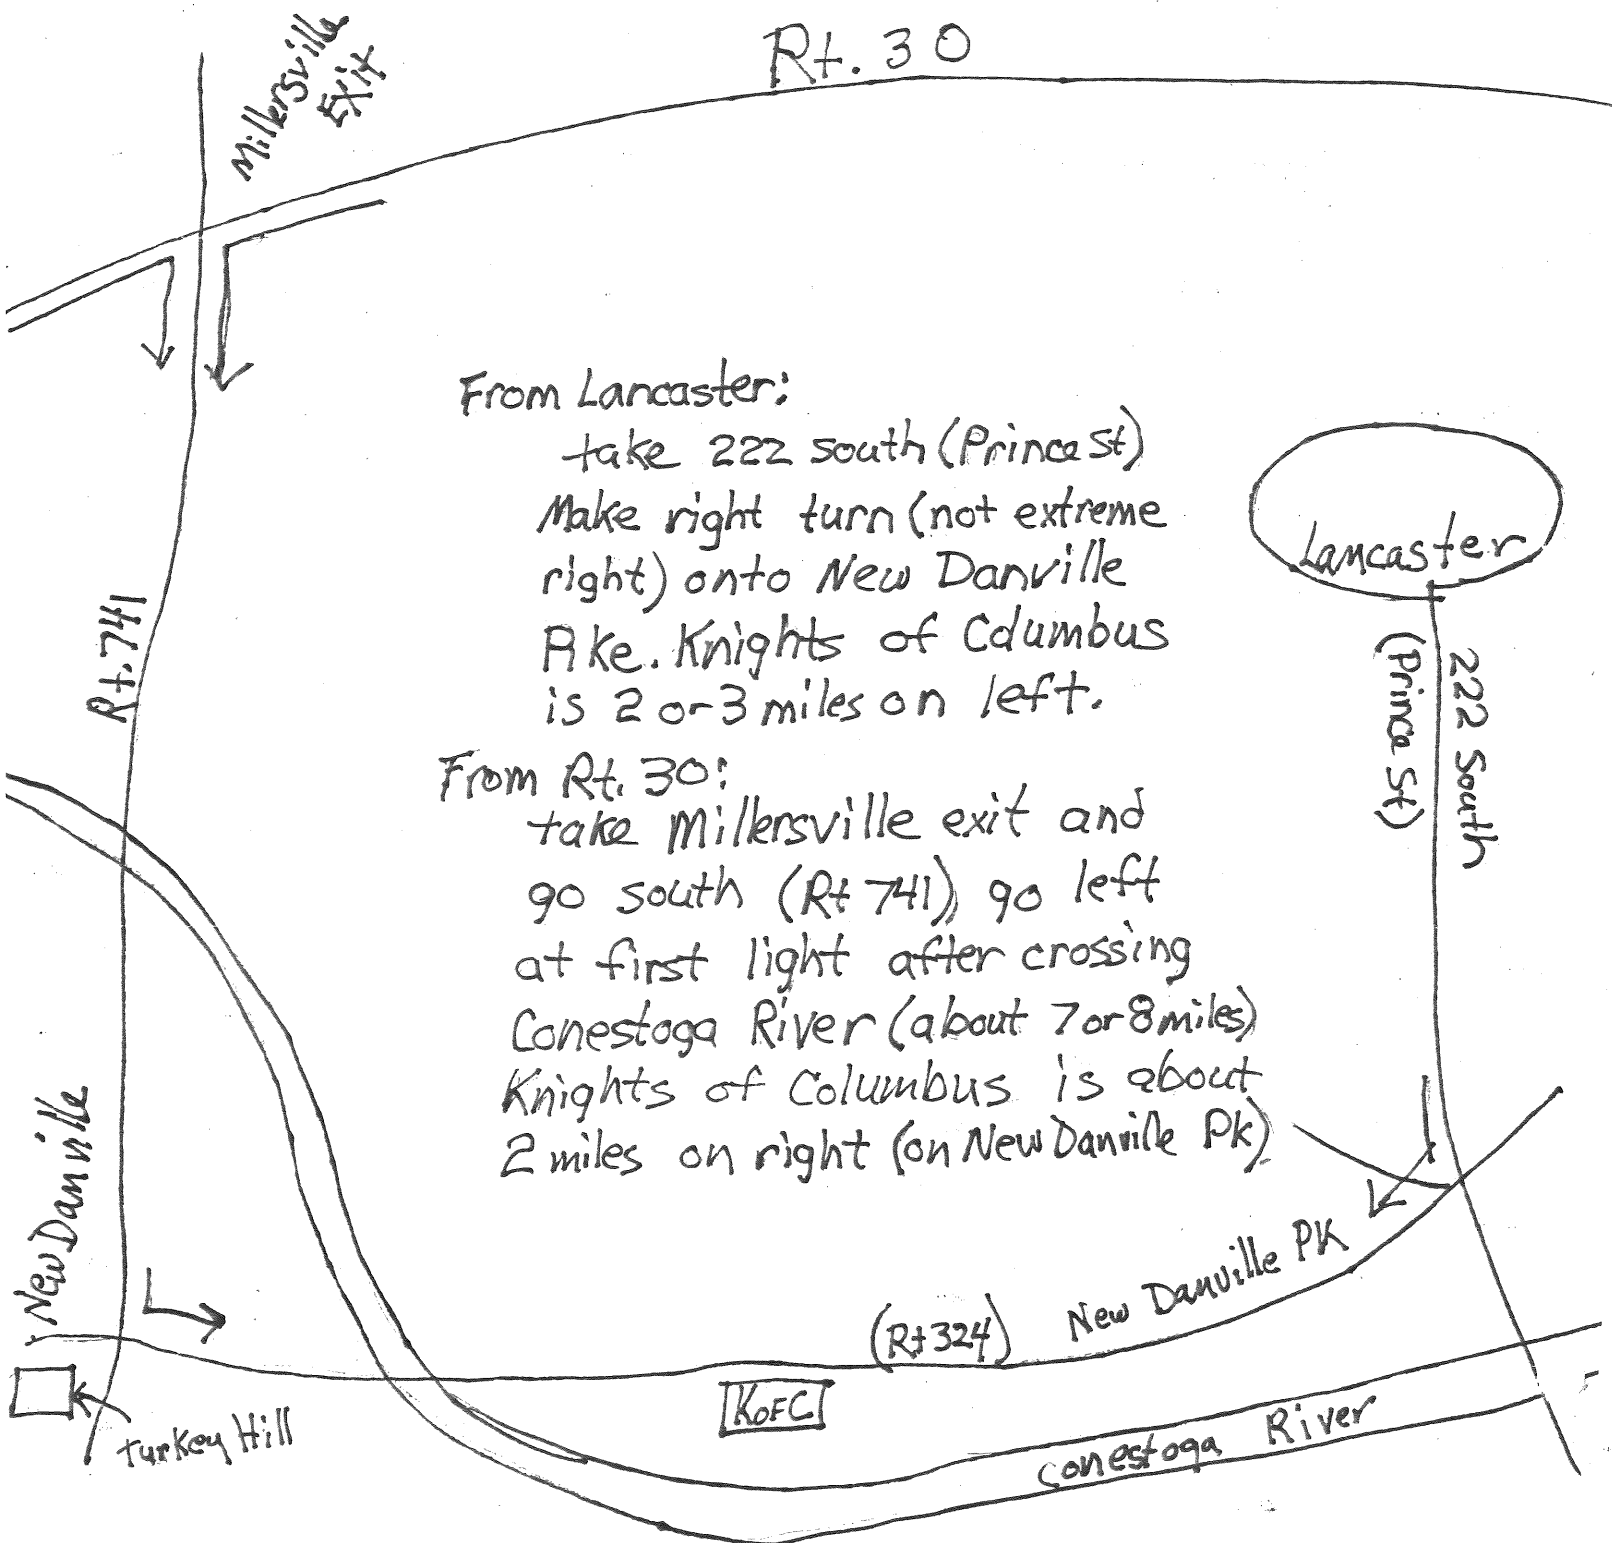 Rt. 30
Millersville
Exit
From Lancaster:
take 222 south (Prince St)
Make right turn (not extreme
right) onto New Danville
Pike. Knights of Columbus
is 2 or 3 miles on left.
From Rt. 30:
take Millersville exit and
go south (Rt 741) go left
at first light after crossing
Conestoga River (about 7 or 8 miles)
Knights of Columbus is about
2 miles on right (on New Danville Pk)
Lancaster
222 South
(Prince St)
Rt. 741
New Danville
Turkey Hill
(Rt 324)
New Danville PK
KOFC
Conestoga River